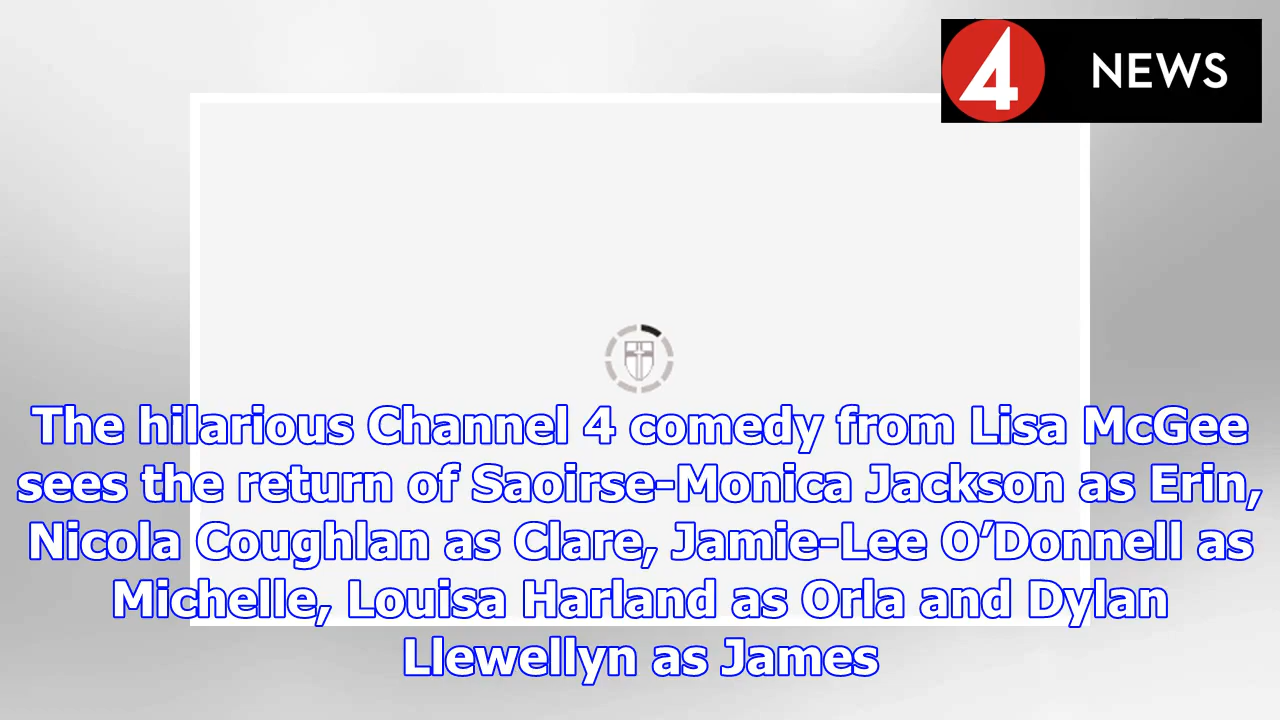 4 NEWS
The hilarious Channel 4 comedy from Lisa McGee
sees the return of Saoirse-Monica Jackson as Erin,
Nicola Coughlan as Clare, Jamie-Lee O’Donnell as
Michelle, Louisa Harland as Orla and Dylan
Llewellyn as James